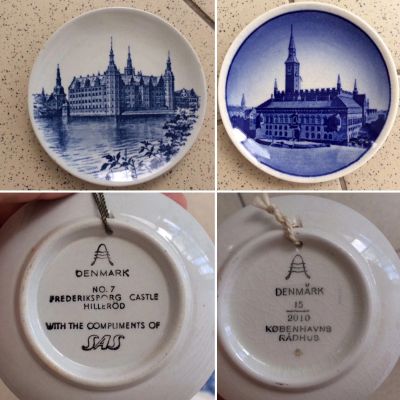 DENMARK
NO. 7
FREDERIKSBORG CASTLE
HILLERÖD
WITH THE COMPLIMENTS OF
SAS
DENMARK
15
2010
KØBENHAVNS
RÅDHUS